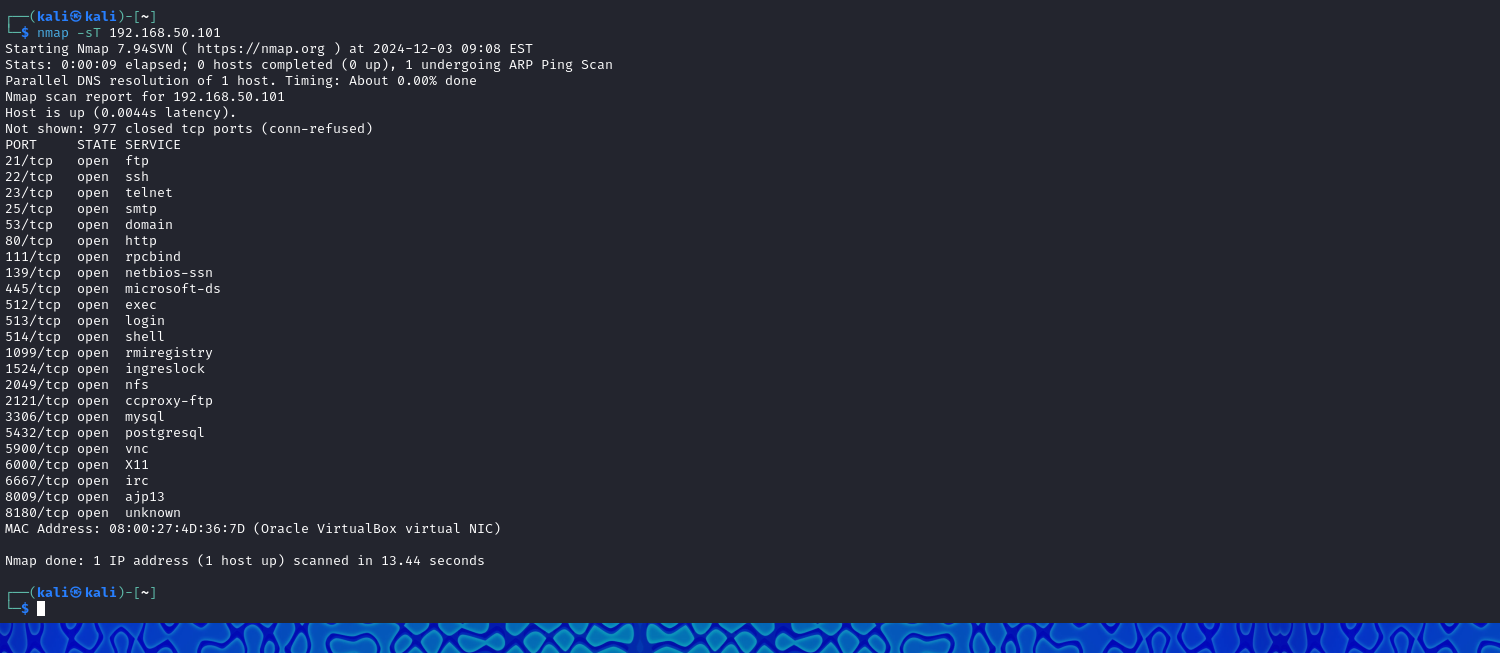 ┌──(kali㉿kali)-[~]
└─$ nmap -sT 192.168.50.101
Starting Nmap 7.94SVN ( https://nmap.org ) at 2024-12-03 09:08 EST
Stats: 0:00:09 elapsed; 0 hosts completed (0 up), 1 undergoing ARP Ping Scan
Parallel DNS resolution of 1 host. Timing: About 0.00% done
Nmap scan report for 192.168.50.101
Host is up (0.0044s latency).
Not shown: 977 closed tcp ports (conn-refused)
PORT     STATE SERVICE
21/tcp   open  ftp
22/tcp   open  ssh
23/tcp   open  telnet
25/tcp   open  smtp
53/tcp   open  domain
80/tcp   open  http
111/tcp  open  rpcbind
139/tcp  open  netbios-ssn
445/tcp  open  microsoft-ds
512/tcp  open  exec
513/tcp  open  login
514/tcp  open  shell
1099/tcp open  rmiregistry
1524/tcp open  ingreslock
2049/tcp open  nfs
2121/tcp open  ccproxy-ftp
3306/tcp open  mysql
5432/tcp open  postgresql
5900/tcp open  vnc
6000/tcp open  X11
6667/tcp open  irc
8009/tcp open  ajp13
8180/tcp open  unknown
MAC Address: 08:00:27:4D:36:7D (Oracle VirtualBox virtual NIC)
Nmap done: 1 IP address (1 host up) scanned in 13.44 seconds
┌──(kali㉿kali)-[~]
└─$